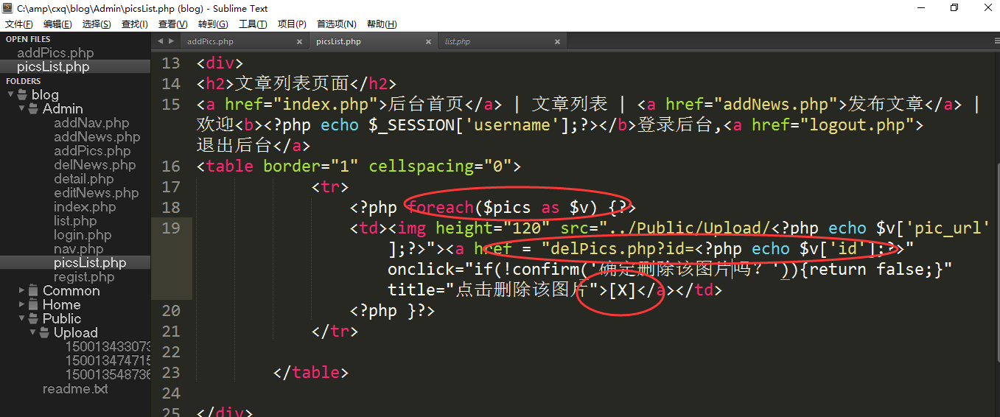 C:\amp\cxq\blog\Admin\picsList.php (blog) - Sublime Text
文件(F) 编辑(E) 选择(S) 查找(I) 查看(V) 转到(G) 工具(T) 项目(P) 首选项(N) 帮助(H)
OPEN FILES
addPics.php
picsList.php
FOLDERS
blog
Admin
addNav.php
addNews.php
addPics.php
delNews.php
detail.php
editNews.php
index.php
list.php
login.php
nav.php
picsList.php
regist.php
Common
Home
Public
Upload
150013433073
150013474715
150013548736
readme.txt
addPics.php × picsList.php × list.php ×
13 <div>
14 <h2>文章列表页面</h2>
15 <a href="index.php">后台首页</a> | 文章列表 | <a href="addNews.php">发布文章</a> |
欢迎<b><?php echo $_SESSION['username'];?></b>登录后台,<a href="logout.php">
退出后台</a>
16 <table border="1" cellspacing="0">
17 <tr>
18 <?php foreach($pics as $v) {?>
19 <td><img height="120" src="../Public/Upload/<?php echo $v['pic_url'
];?>"><a href = "delPics.php?id=<?php echo $v['id'];?>"
onclick="if(!confirm('确定删除该图片吗？')){return false;}"
title="点击删除该图片">[X]</a></td>
20 <?php }?>
21 </tr>
22
23 </table>
24
25 </div>